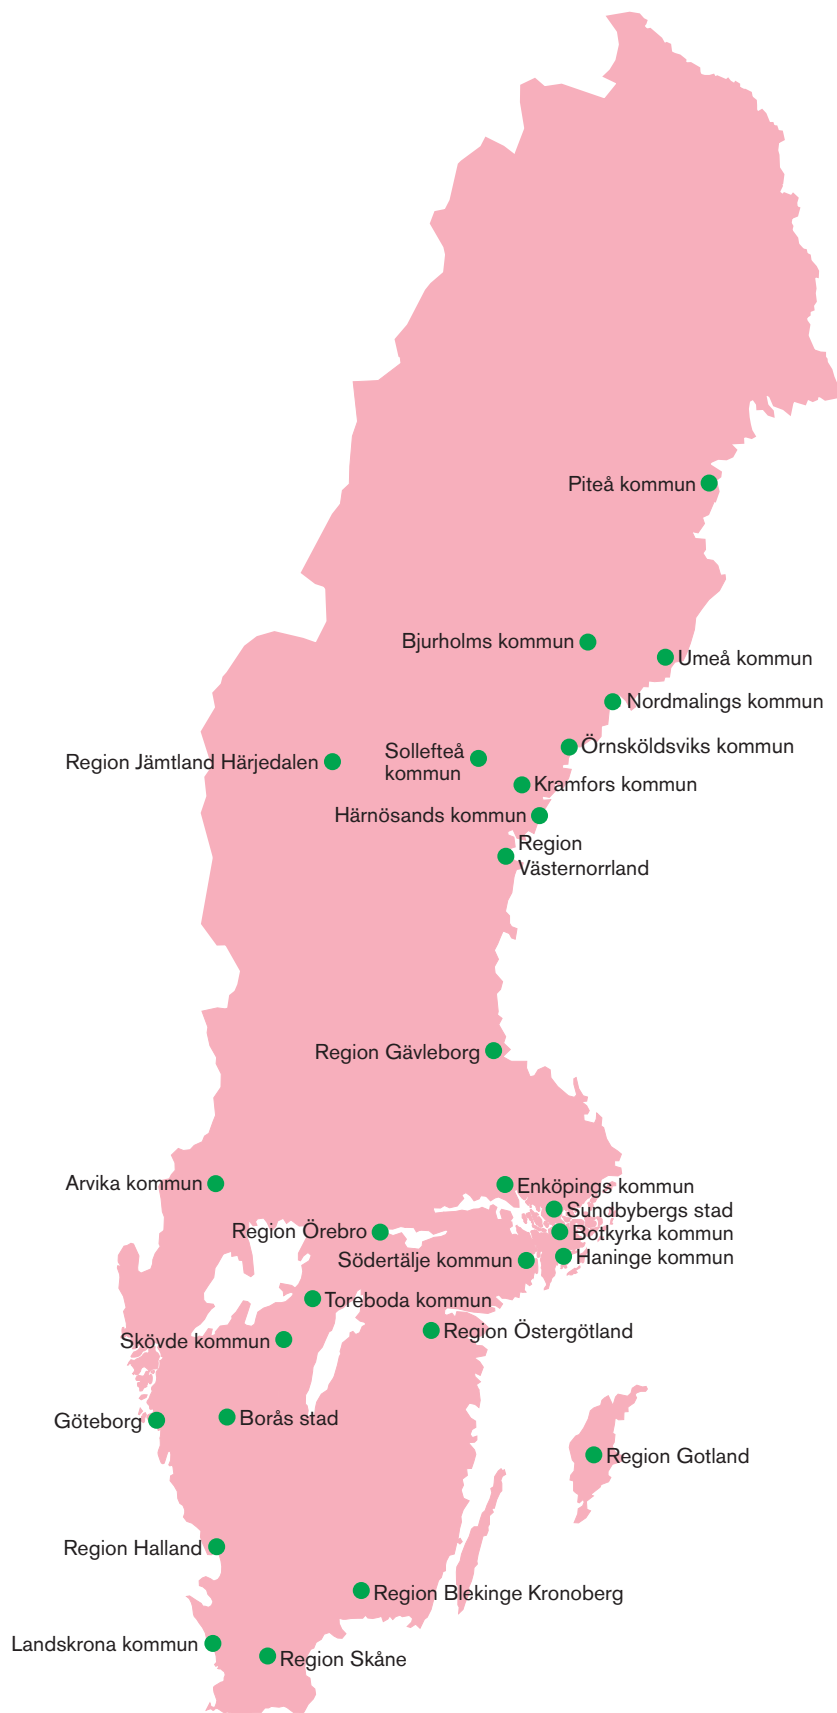 Piteå kommun
Bjurholms kommun
Umeå kommun
Nordmalings kommun
Örnsköldsviks kommun
Sollefteå
kommun
Region Jämtland Härjedalen
Kramfors kommun
Härnösands kommun
Region
Västernorrland
Region Gävleborg
Arvika kommun
Enköpings kommun
Sundbybergs stad
Region Örebro
Botkyrka kommun
Haninge kommun
Södertälje kommun
Toreboda kommun
Region Östergötland
Skövde kommun
Göteborg
Borås stad
Region Gotland
Region Halland
Region Blekinge Kronoberg
Landskrona kommun
Region Skåne